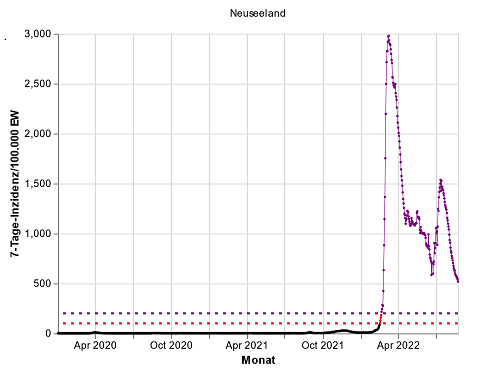 Neuseeland
7-Tage-Inzidenz/100.000 EW
3,000
2,500
2,000
1,500
1,000
500
0
Apr 2020
Oct 2020
Apr 2021
Oct 2021
Apr 2022
Monat